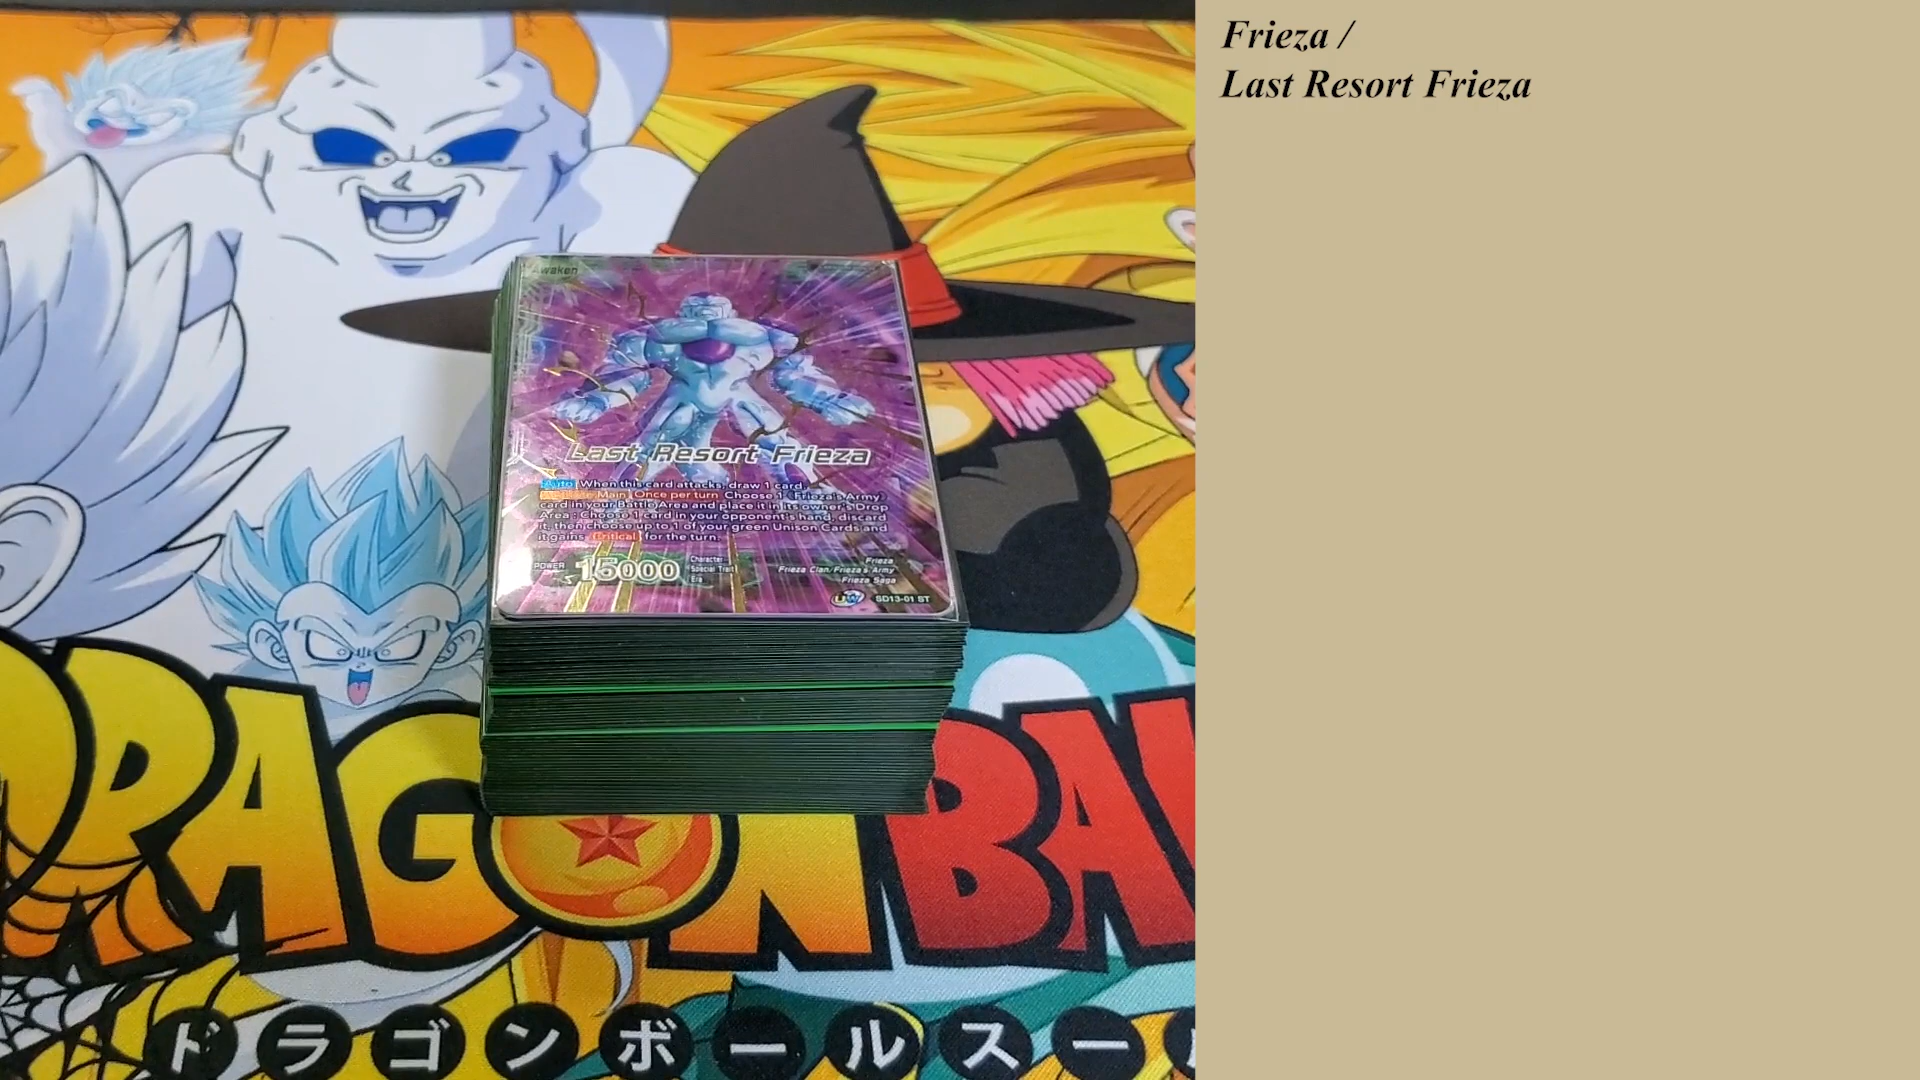 Frieza /
Last Resort Frieza
Awaken
Last Resort Frieza
Auto When this card attacks, draw 1 card.
Main Once per turn Choose 1 《Frieza's Army》
card in your Battle Area and place it in its owner's Drop
Area : Choose 1 card in your opponent's hand, discard
it, then choose up to 1 of your green Unison Cards and
it gains Critical for the turn.
POWER 15000
Character Frieza
Special Trait Frieza Clan/Frieza's Army
Era Frieza Saga
UW SD13-01 ST
DRAGON BA
ドラゴンボールスー